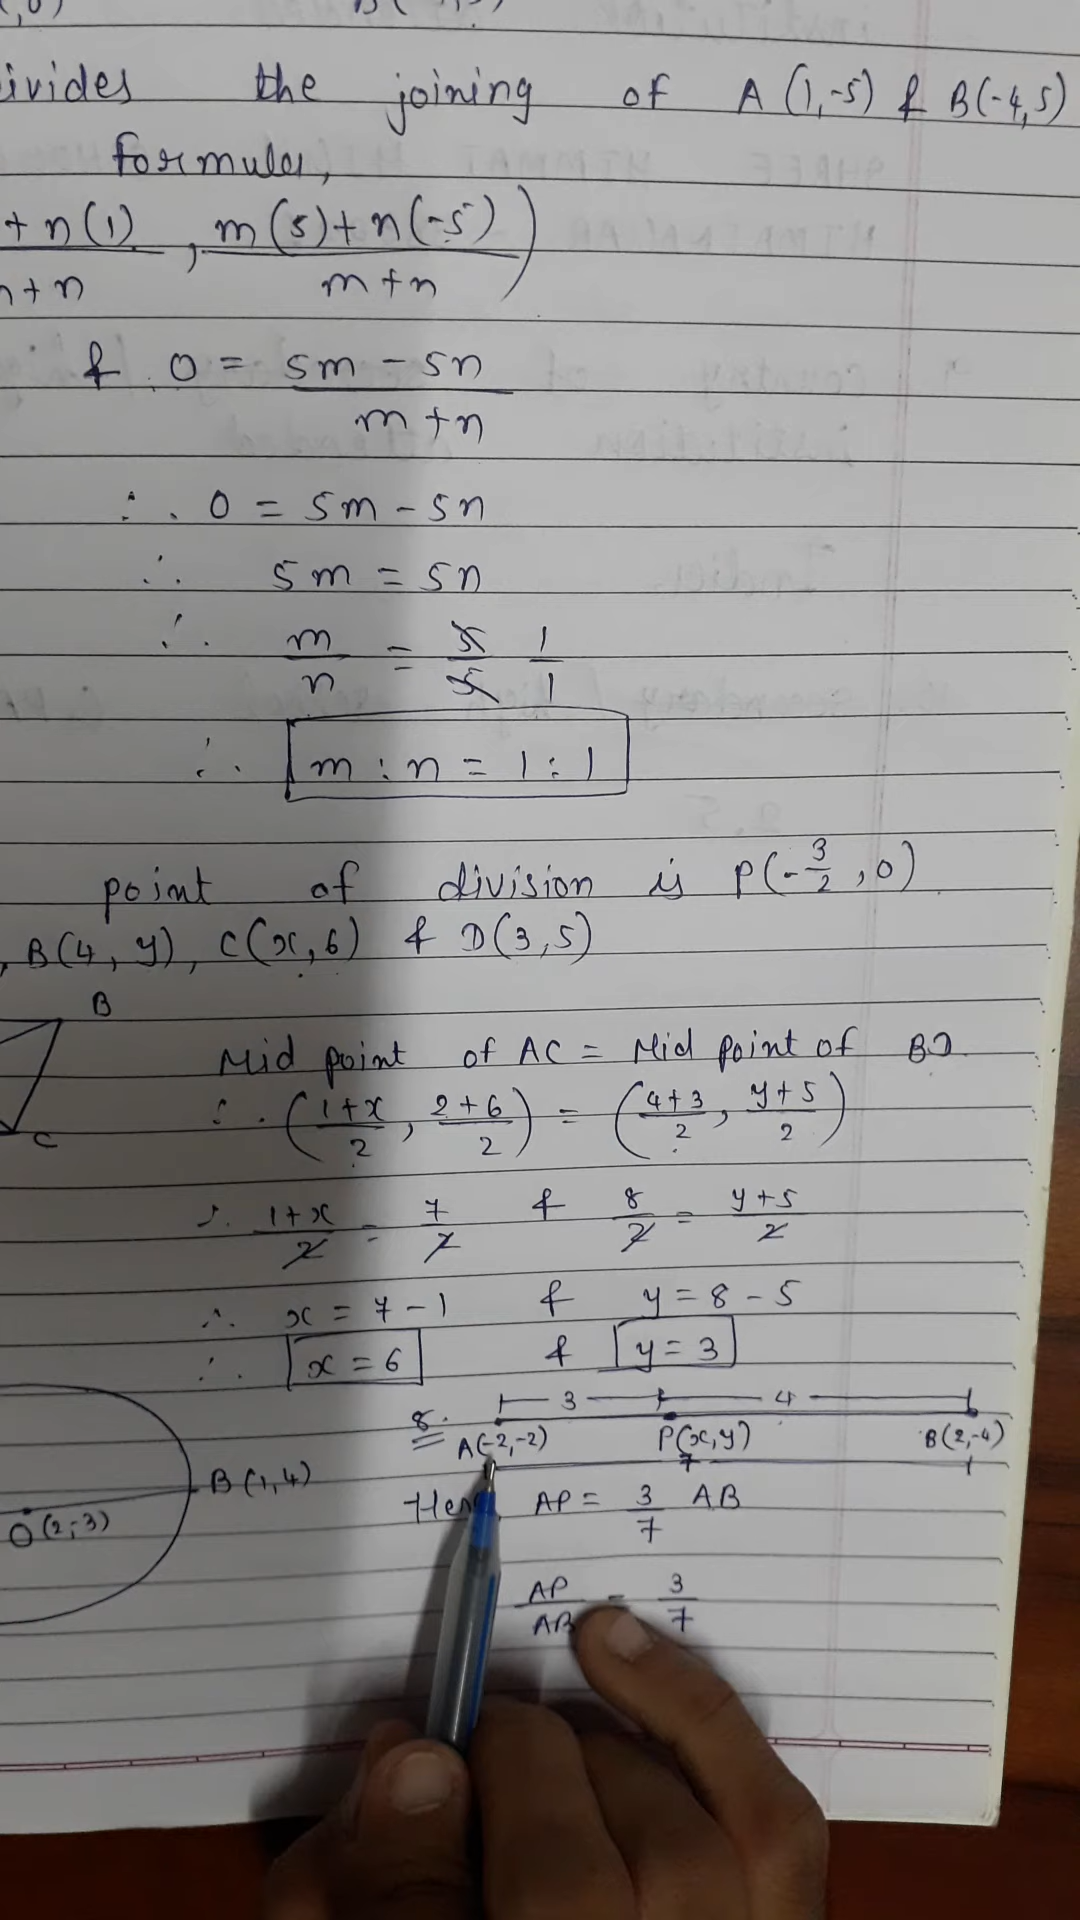 ivides the joining of A (1,-5) & B(-4,5)
formula,
+ n(1) , m(5)+n(-5) )
m+n
& . 0 = 5m - 5n
m+n
∴ 0 = 5m - 5n
∴ 5m = 5n
∴ m/n = 5/5 1/1
∴ m : n = 1 : 1
point of division is P(-3/2 , 0)
, B(4, y), C(x, 6) & D(3, 5)
B
C
Mid point of AC = Mid point of BD
∴ (1+x/2 , 2+6/2) = (4+3/2 , y+5/2)
∴ 1+x/2 = 7/2 & 8/2 = y+5/2
∴ x = 7 - 1 & y = 8 - 5
∴ x = 6 & y = 3
B(1,4)
8.
3 4
A(-2,-2) P(x,y) B(2,-4)
7
AP = 3/7 AB
AP/AB = 3/7